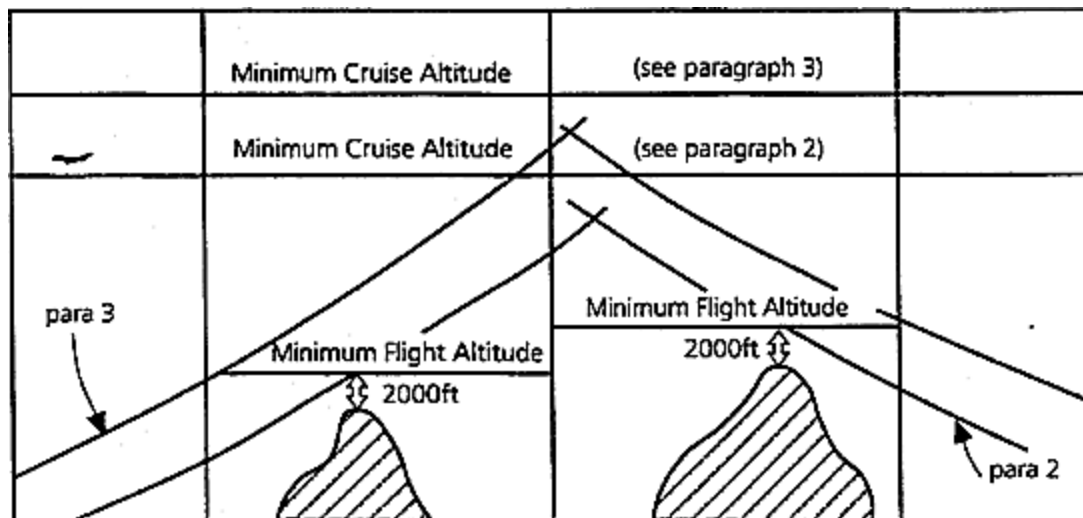 Minimum Cruise Altitude (see paragraph 3)
Minimum Cruise Altitude (see paragraph 2)
Minimum Flight Altitude
para 3
2000ft
Minimum Flight Altitude
2000ft
para 2